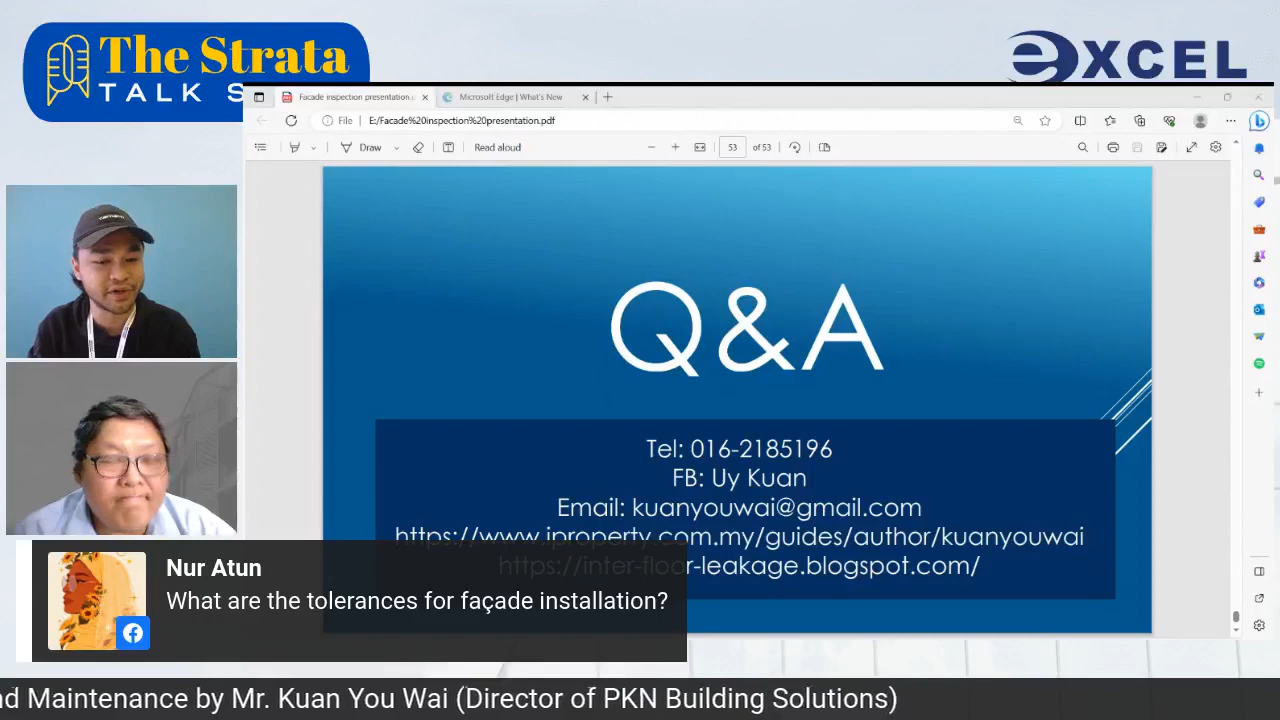 The Strata
TALK S
eXCEL
Facade inspection presentation.p
Microsoft Edge | What's New
File
E:/Facade%20inspection%20presentation.pdf
Draw
Read aloud
53
of 53
Q&A
Tel: 016-2185196
FB: Uy Kuan
Email: kuanyouwai@gmail.com
https://www.iproperty.com.my/guides/author/kuanyouwai
https://inter-floor-leakage.blogspot.com/
Nur Atun
What are the tolerances for façade installation?
nd Maintenance by Mr. Kuan You Wai (Director of PKN Building Solutions)